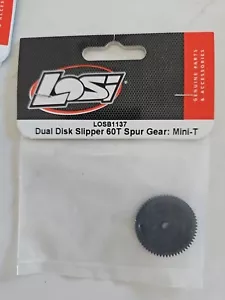 LOSi
GENUINE PARTS
& ACCESSORIES
LOSB1137
Dual Disk Slipper 60T Spur Gear: Mini-T